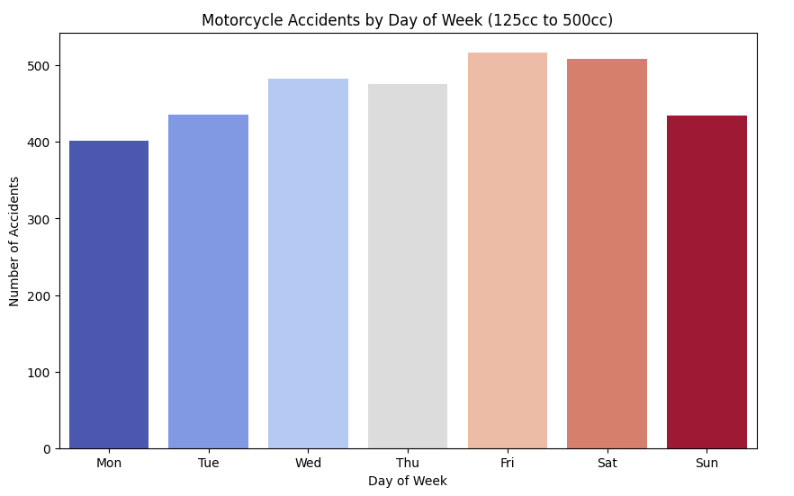 Motorcycle Accidents by Day of Week (125cc to 500cc)
Number of Accidents
500
400
300
200
100
0
Mon Tue Wed Thu Fri Sat Sun
Day of Week